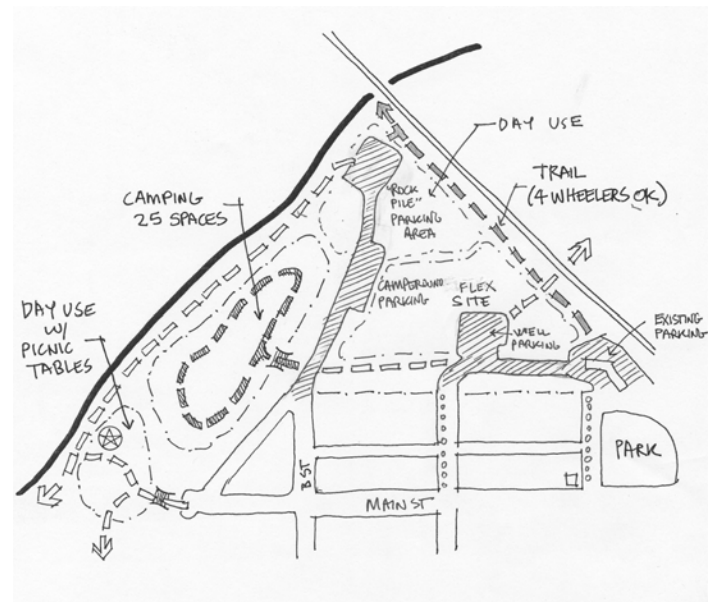 DAY USE
TRAIL
(4 WHEELERS OK)
CAMPING
25 SPACES
"ROCK
PILE"
PARKING
AREA
CAMPGROUND
PARKING
FLEX
SITE
WELL
PARKING
EXISTING
PARKING
DAY USE
W/
PICNIC
TABLES
PARK
B ST
MAIN ST